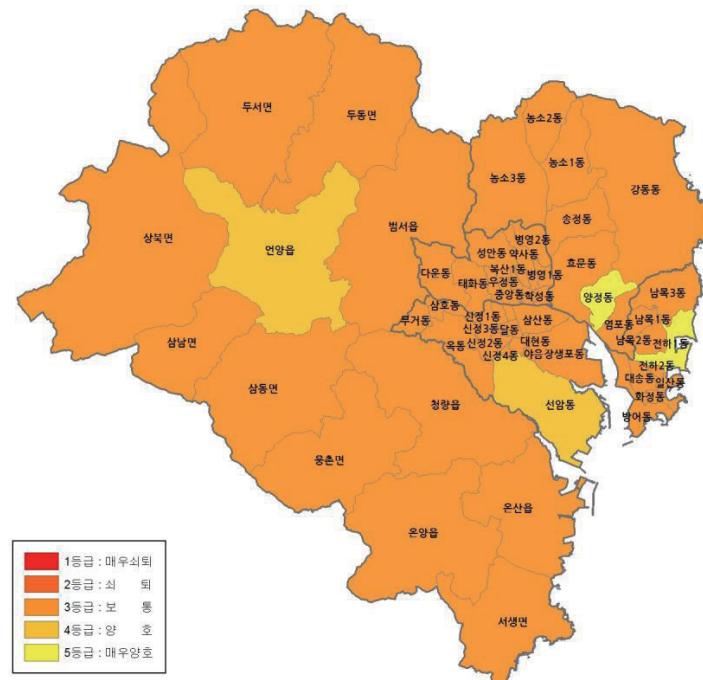 두서면
두동면
농소2동
농소1동
농소3동
강동동
송정동
상북면
언양읍
범서읍
병영2동
성안동 약사동
효문동
다운동
복산1동
태화동 우정동 병영1동
중앙동 학성동
양정동
남목3동
삼호동
무거동
신정1동
삼산동
염포동
남목1동
신정3동 달동
남목2동 전하1동
삼남면
옥동 신정2동
대현동
신정4동
야음장생포동
전하2동
삼동면
대송동 일산동
청량읍
선암동
화정동
방어동
웅촌면
온산읍
온양읍
서생면
1등급 : 매우쇠퇴
2등급 : 쇠 퇴
3등급 : 보 통
4등급 : 양 호
5등급 : 매우양호